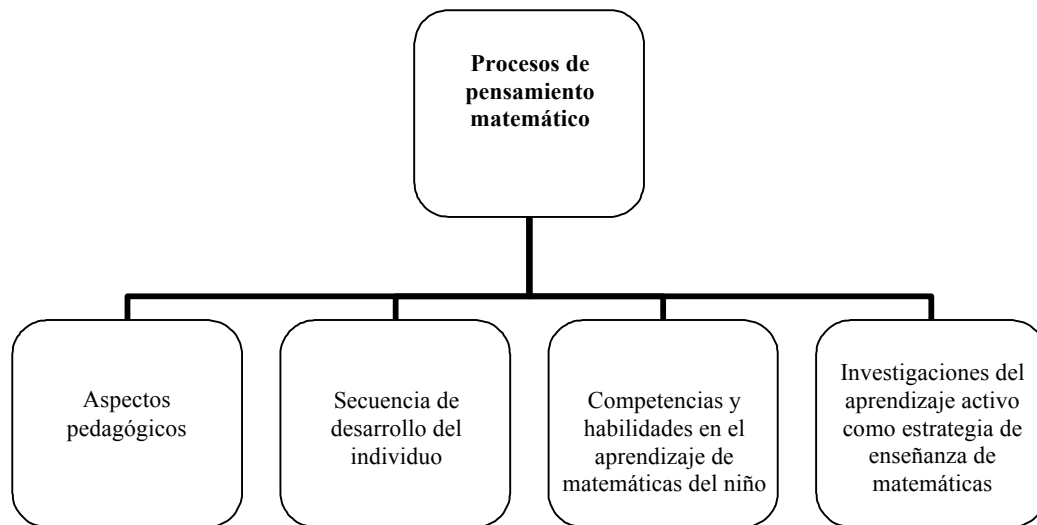 Procesos de
pensamiento
matemático
Aspectos
pedagógicos
Secuencia de
desarrollo del
individuo
Competencias y
habilidades en el
aprendizaje de
matemáticas del niño
Investigaciones del
aprendizaje activo
como estrategia de
enseñanza de
matemáticas